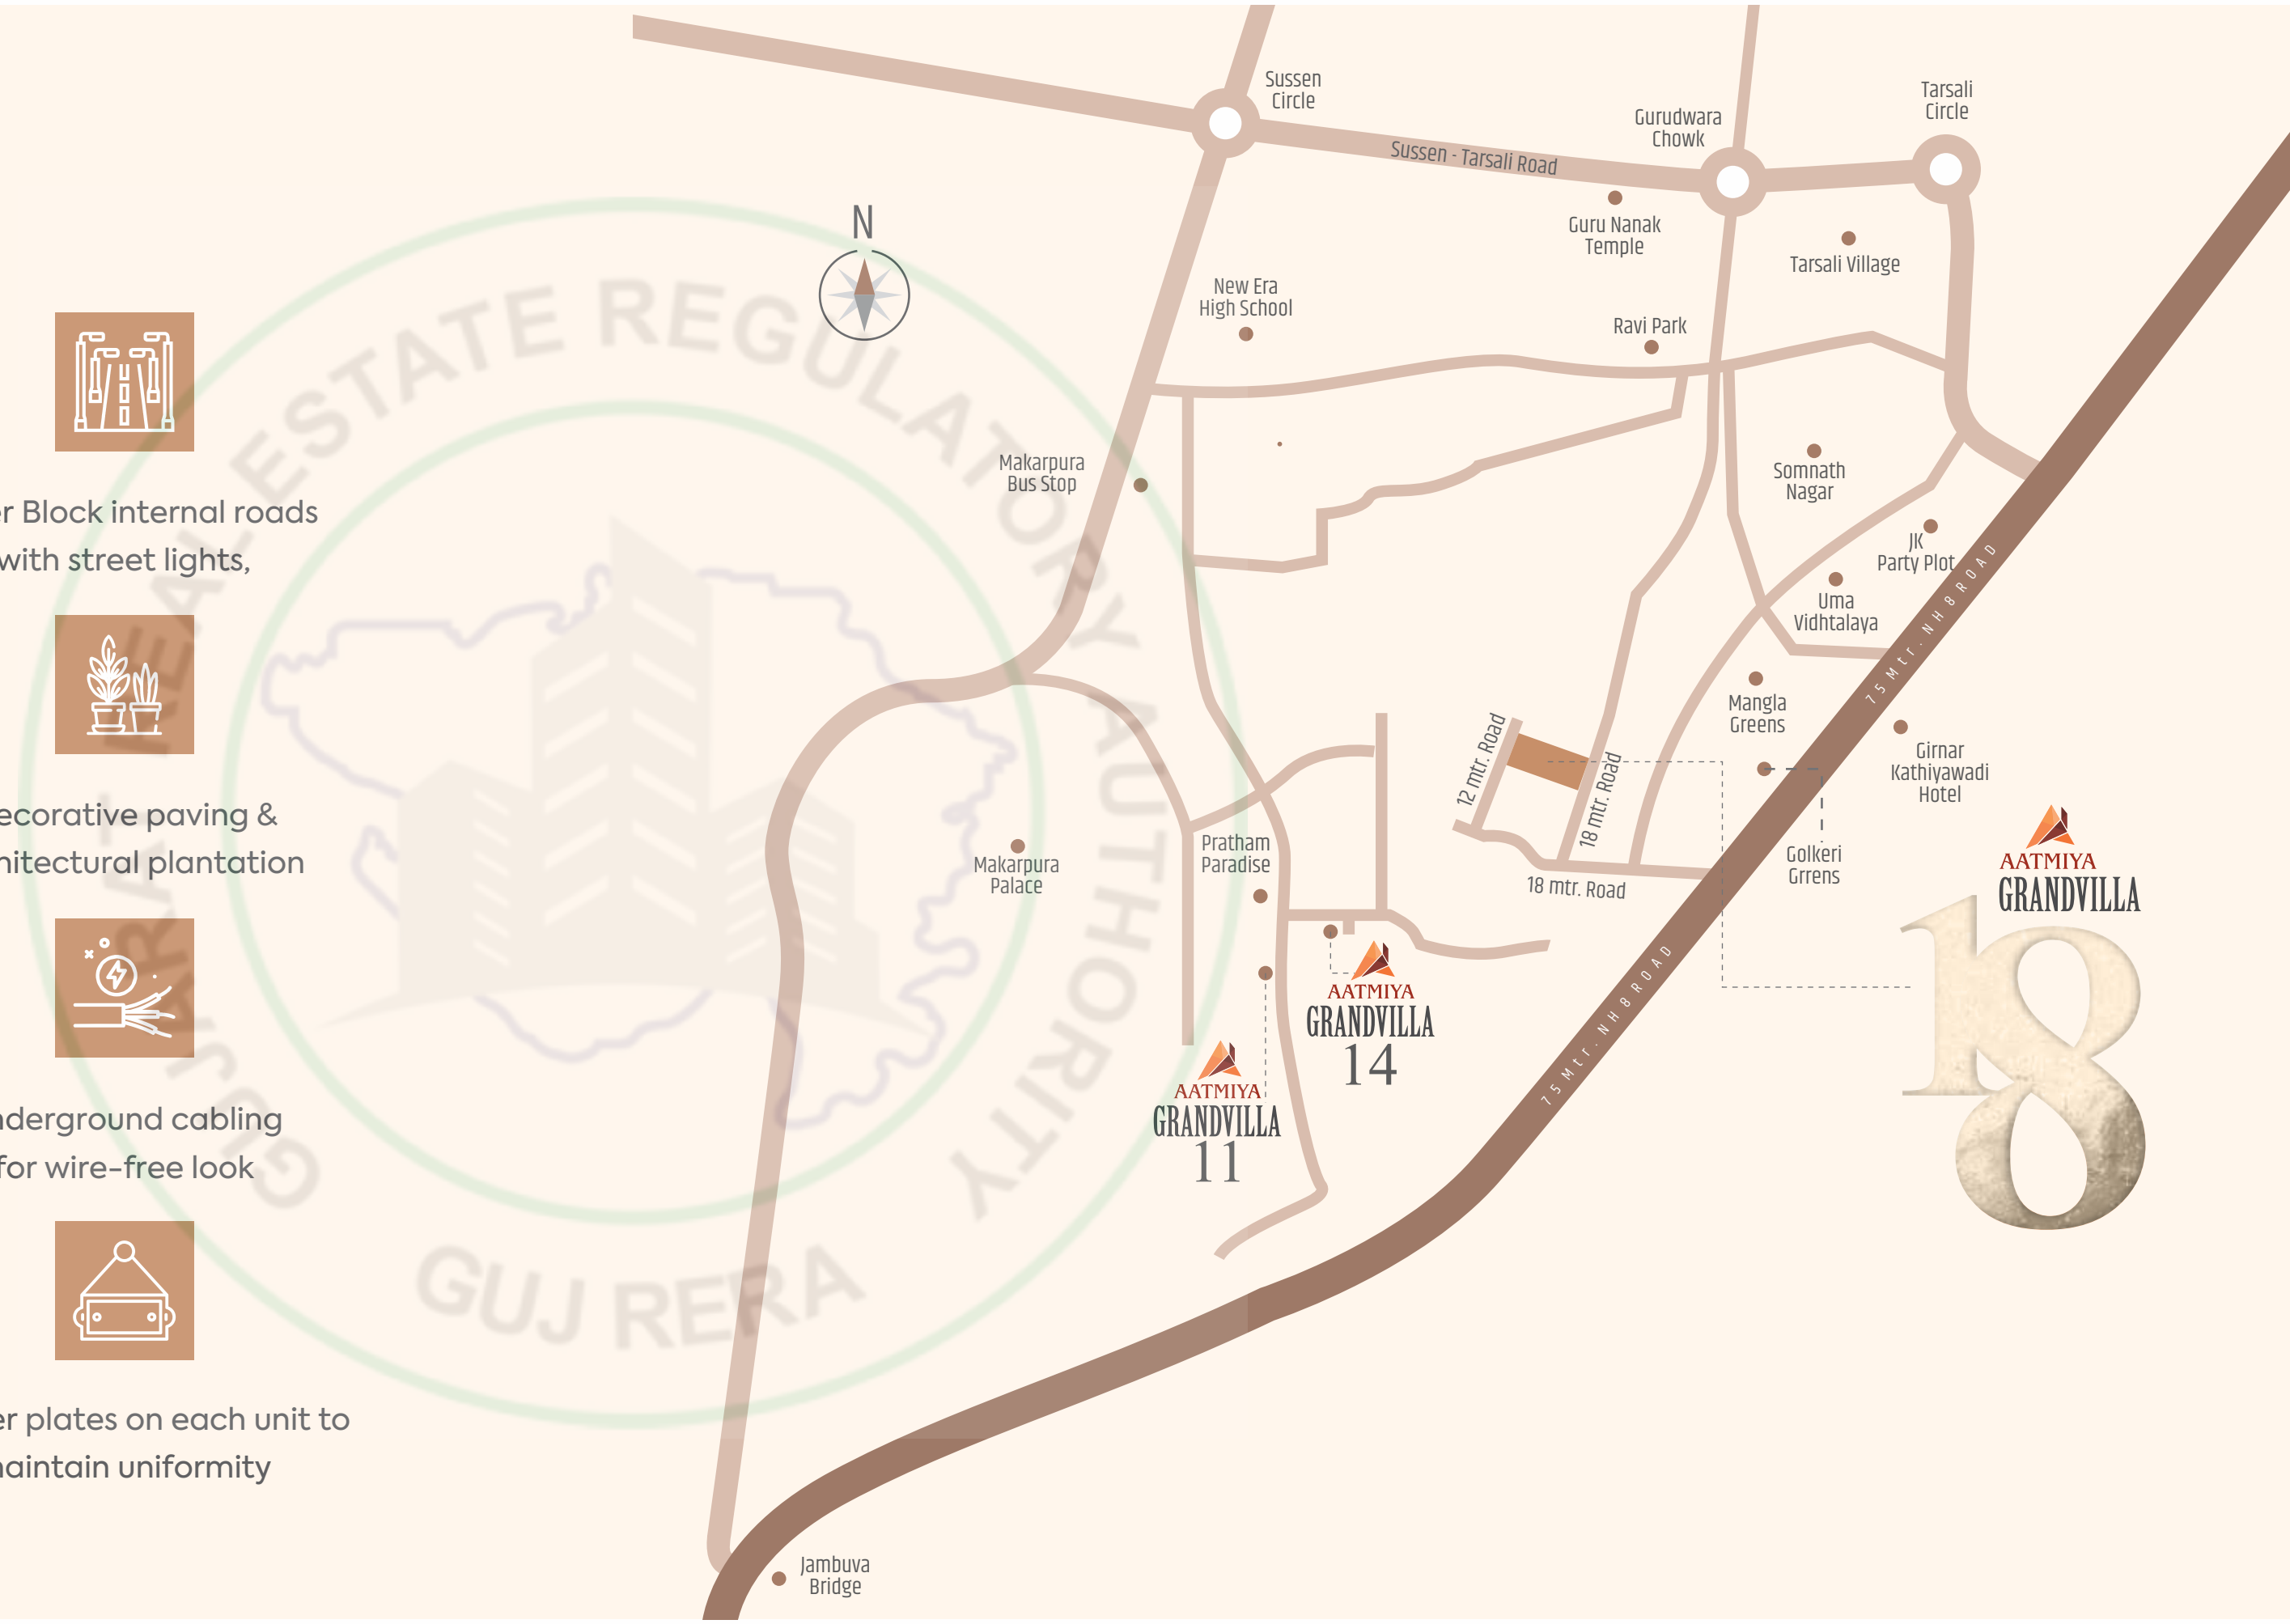 er Block internal roads
with street lights,
ecorative paving &
hitectural plantation
nderground cabling
for wire-free look
er plates on each unit to
naintain uniformity
GUJARAT REAL ESTATE REGULATORY AUTHORITY
GUJ RERA
N
Sussen
Circle
Sussen - Tarsali Road
Gurudwara
Chowk
Tarsali
Circle
Guru Nanak
Temple
Tarsali Village
New Era
High School
Ravi Park
Makarpura
Bus Stop
Somnath
Nagar
JK
Party Plot
Uma
Vidhtalaya
75 Mtr. NH 8 ROAD
Mangla
Greens
Girnar
Kathiyawadi
Hotel
12 mtr. Road
18 mtr. Road
18 mtr. Road
Golkeri
Grrens
Makarpura
Palace
Pratham
Paradise
75 Mtr. NH8 ROAD
AATMIYA
GRANDVILLA
14
AATMIYA
GRANDVILLA
11
AATMIYA
GRANDVILLA
18
Jambuva
Bridge